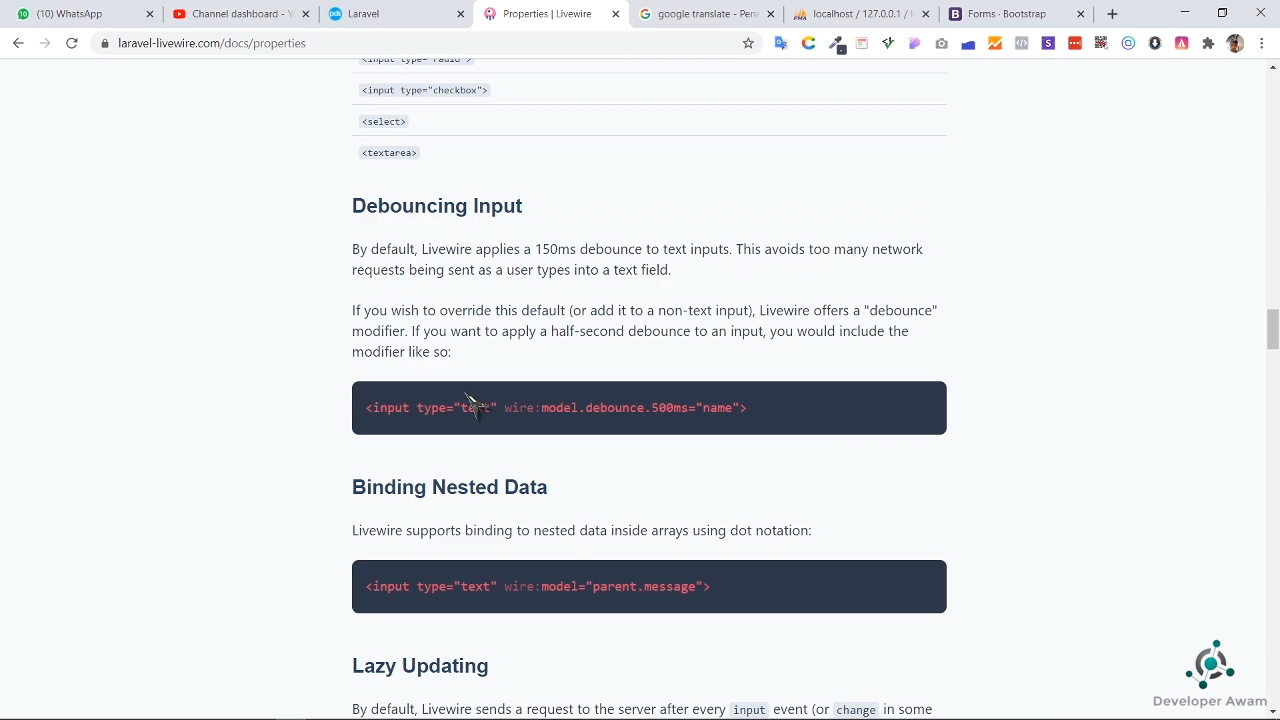 (10) WhatsApp
Channel dashboard - Y
Laravel
Properties | Livewire
google translate - Pene
localhost / 127.0.0.1 / l
Forms · Bootstrap
laravel-livewire.com/docs/properties
<input type="radio">
<input type="checkbox">
<select>
<textarea>
Debouncing Input
By default, Livewire applies a 150ms debounce to text inputs. This avoids too many network
requests being sent as a user types into a text field.
If you wish to override this default (or add it to a non-text input), Livewire offers a "debounce"
modifier. If you want to apply a half-second debounce to an input, you would include the
modifier like so:
<input type="text" wire:model.debounce.500ms="name">
Binding Nested Data
Livewire supports binding to nested data inside arrays using dot notation:
<input type="text" wire:model="parent.message">
Lazy Updating
By default, Livewire sends a request to the server after every input event (or change in some
Developer Awam